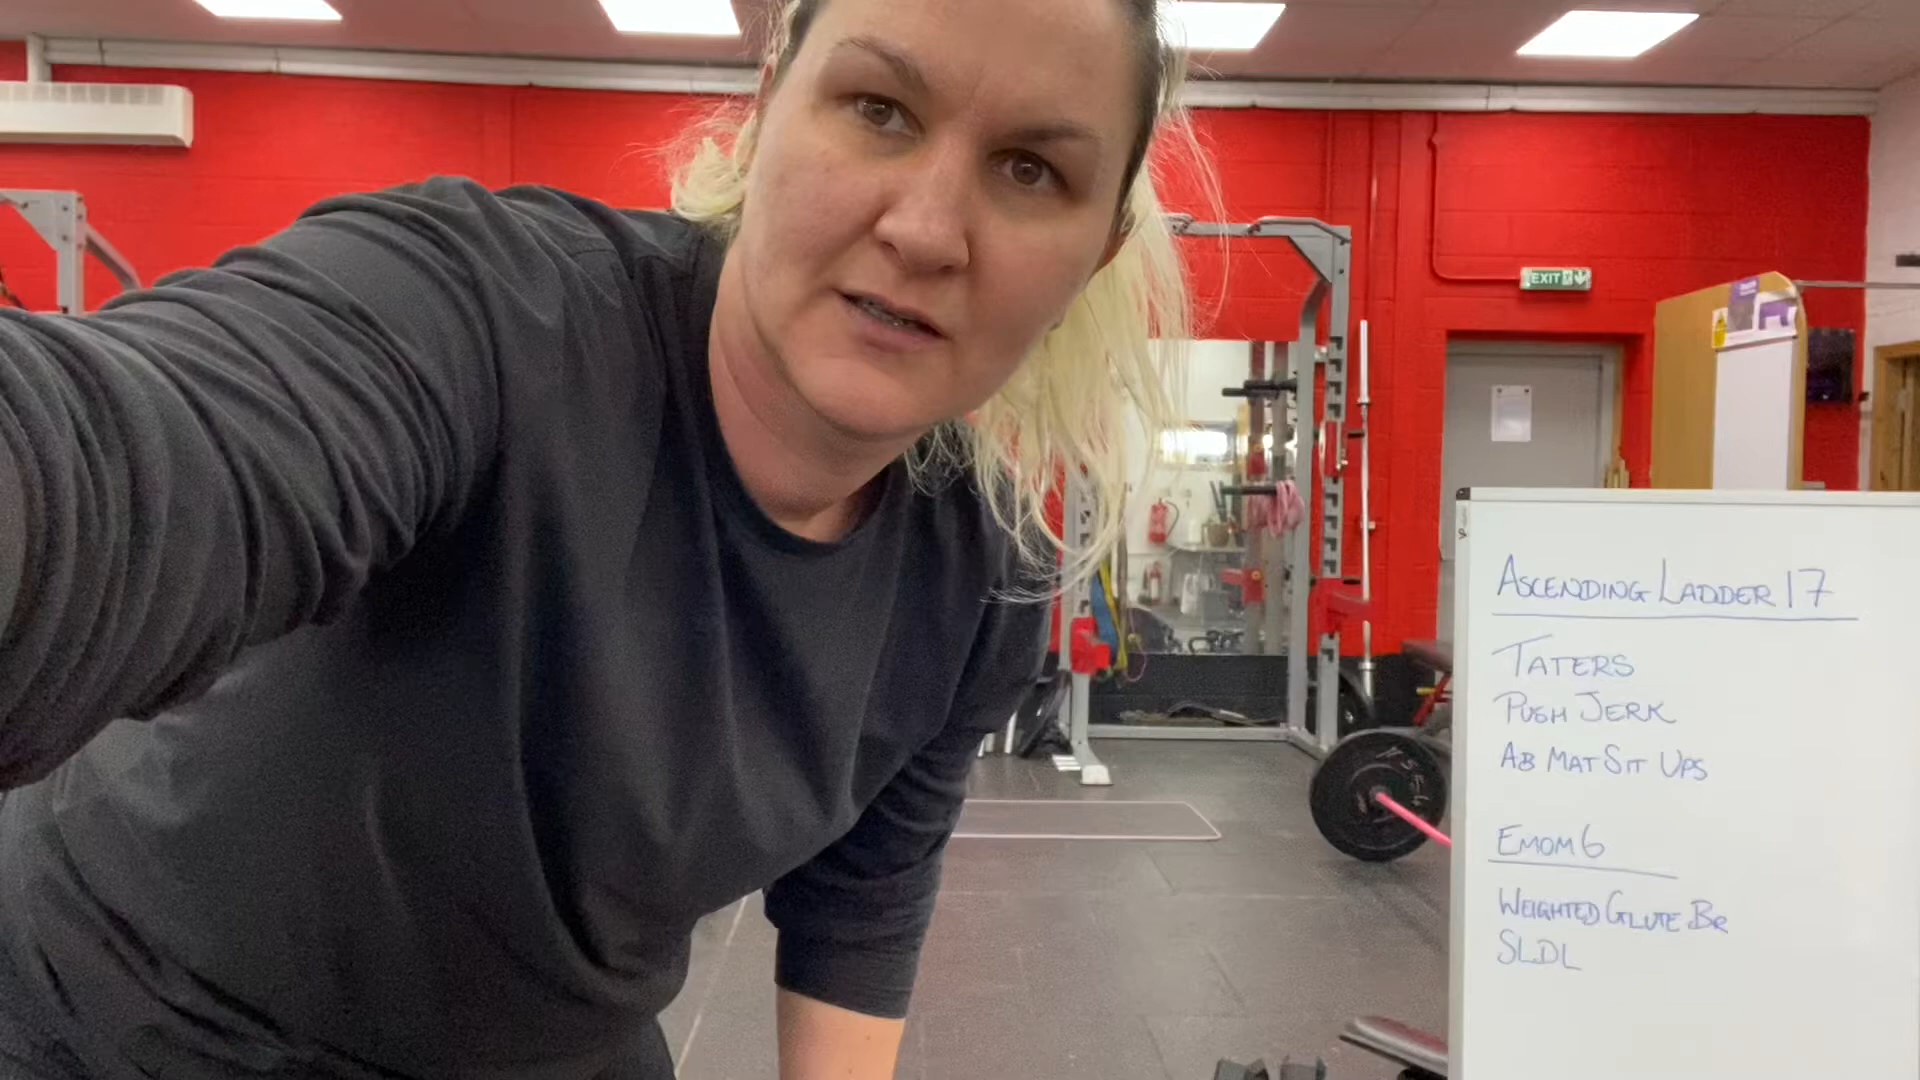 EXIT
ASCENDING LADDER 17
TATERS
PUSH JERK
AB MAT SIT UPS
EMOM 6
WEIGHTED GLUTE BR
SLDL